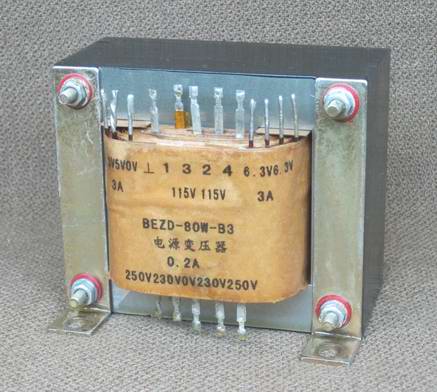 V5V0V ⊥ 1 3 2 4 6.3V6.3V
3A 115V 115V 3A
BEZD-80W-B3
电源变压器
0.2A
250V230V0V230V250V